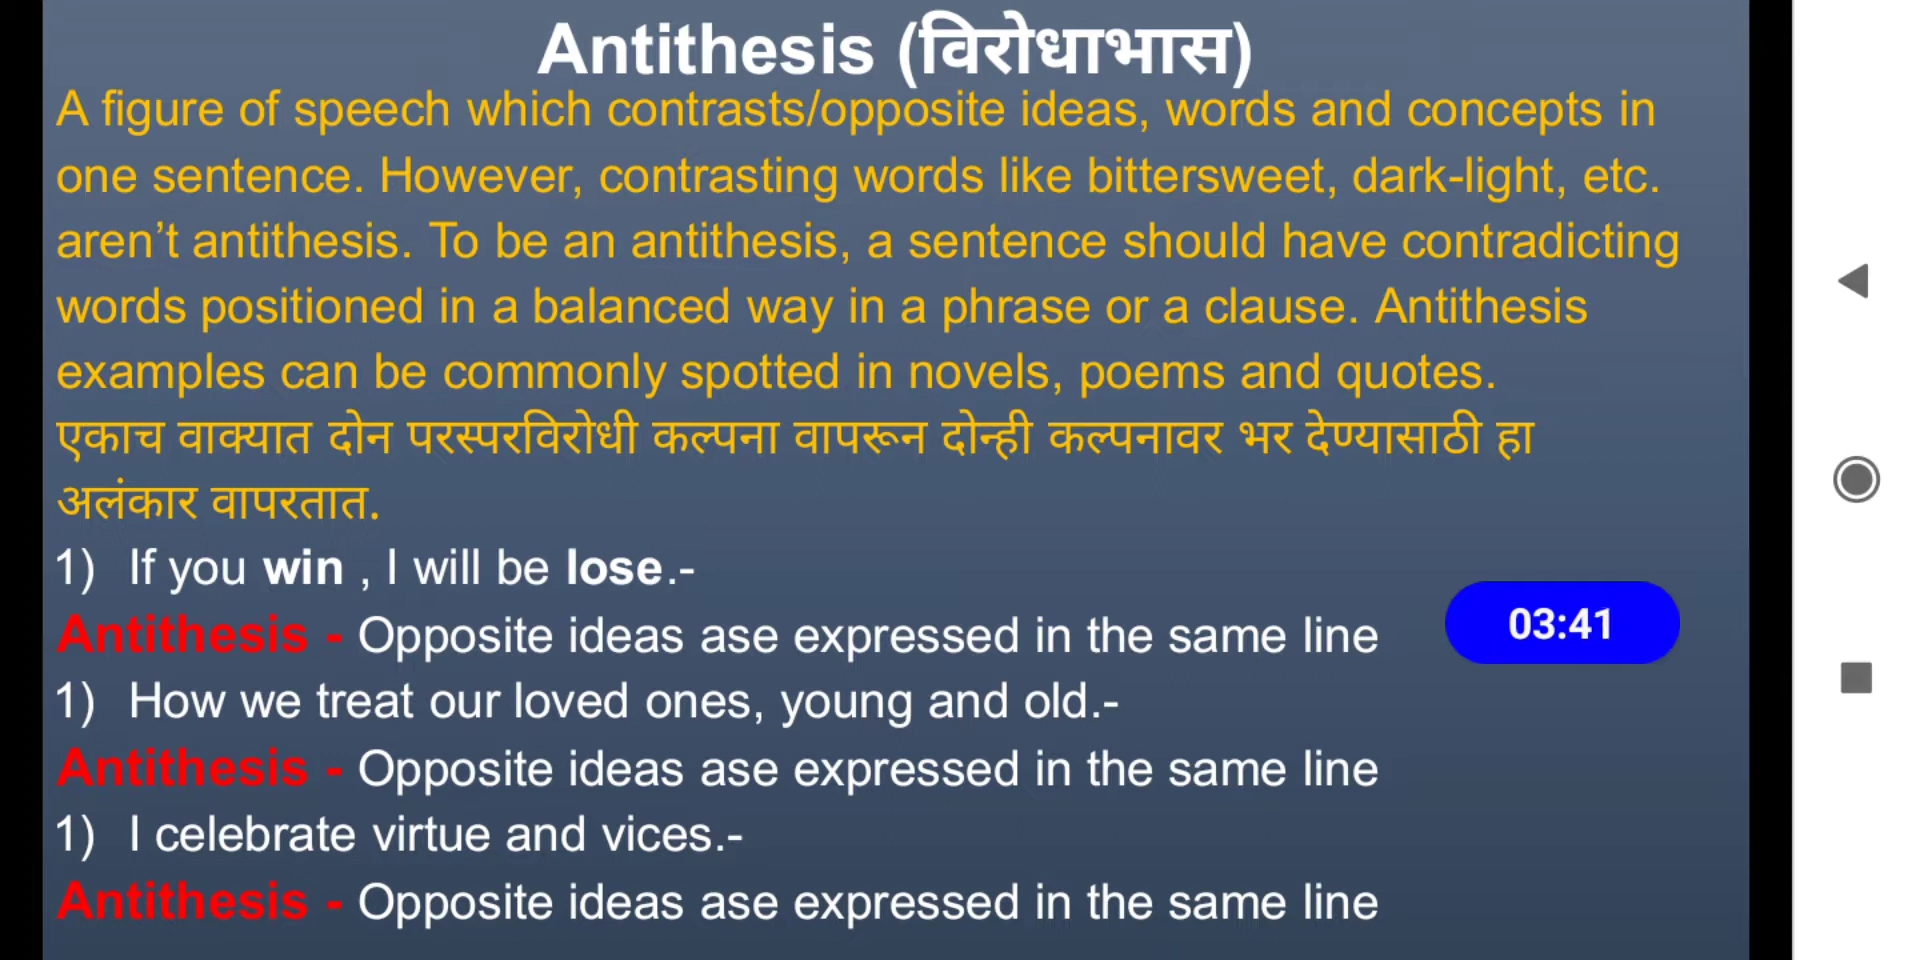 Antithesis (विरोधाभास)
A figure of speech which contrasts/opposite ideas, words and concepts in
one sentence. However, contrasting words like bittersweet, dark-light, etc.
aren’t antithesis. To be an antithesis, a sentence should have contradicting
words positioned in a balanced way in a phrase or a clause. Antithesis
examples can be commonly spotted in novels, poems and quotes.
एकाच वाक्यात दोन परस्परविरोधी कल्पना वापरून दोन्ही कल्पनावर भर देण्यासाठी हा
अलंकार वापरतात.
1) If you win , I will be lose.-
Antithesis - Opposite ideas ase expressed in the same line
03:41
1) How we treat our loved ones, young and old.-
Antithesis - Opposite ideas ase expressed in the same line
1) I celebrate virtue and vices.-
Antithesis - Opposite ideas ase expressed in the same line